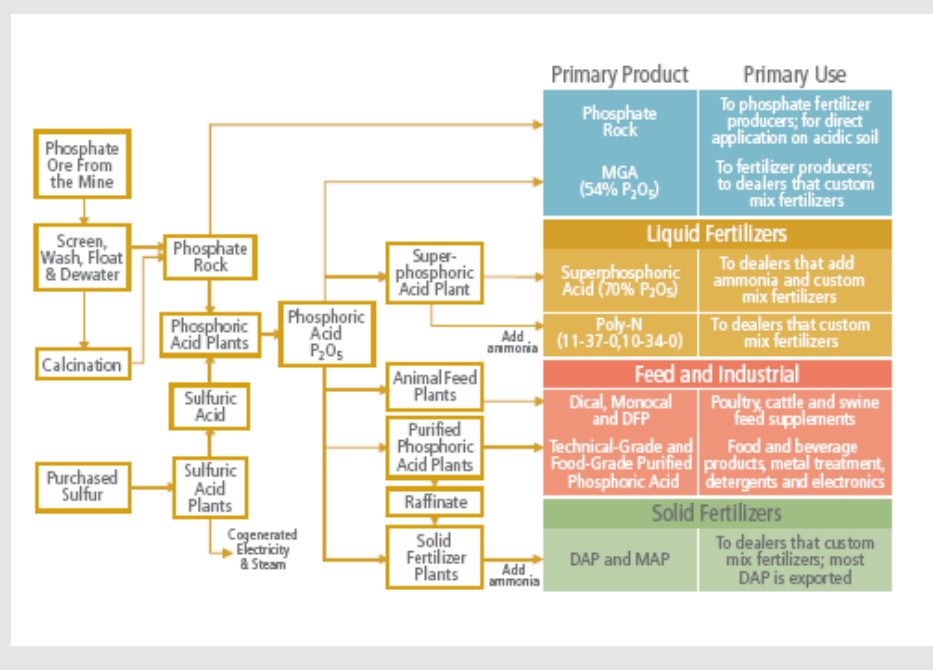 Primary Product
Primary Use
Phosphate
Ore From
the Mine
Screen,
Wash, Float
& Dewater
Calcination
Purchased
Sulfur
Phosphate
Rock
Phosphoric
Acid Plants
Sulfuric
Acid
Sulfuric
Acid
Plants
Cogenerated
Electricity
& Steam
Phosphoric
Acid
P₂O₅
Super-
phosphoric
Acid Plant
Add
ammonia
Animal Feed
Plants
Purified
Phosphoric
Acid Plants
Raffinate
Solid
Fertilizer
Plants
Add
ammonia
Phosphate
Rock
To phosphate fertilizer
producers; for direct
application on acidic soil
MGA
(54% P₂O₅)
To fertilizer producers;
to dealers that custom
mix fertilizers
Liquid Fertilizers
Superphosphoric
Acid (70% P₂O₅)
To dealers that add
ammonia and custom
mix fertilizers
Poly-N
(11-37-0,10-34-0)
To dealers that custom
mix fertilizers
Feed and Industrial
Dical, Monocal
and DFP
Poultry, cattle and swine
feed supplements
Technical-Grade and
Food-Grade Purified
Phosphoric Acid
Food and beverage
products, metal treatment,
detergents and electronics
Solid Fertilizers
DAP and MAP
To dealers that custom
mix fertilizers; most
DAP is exported